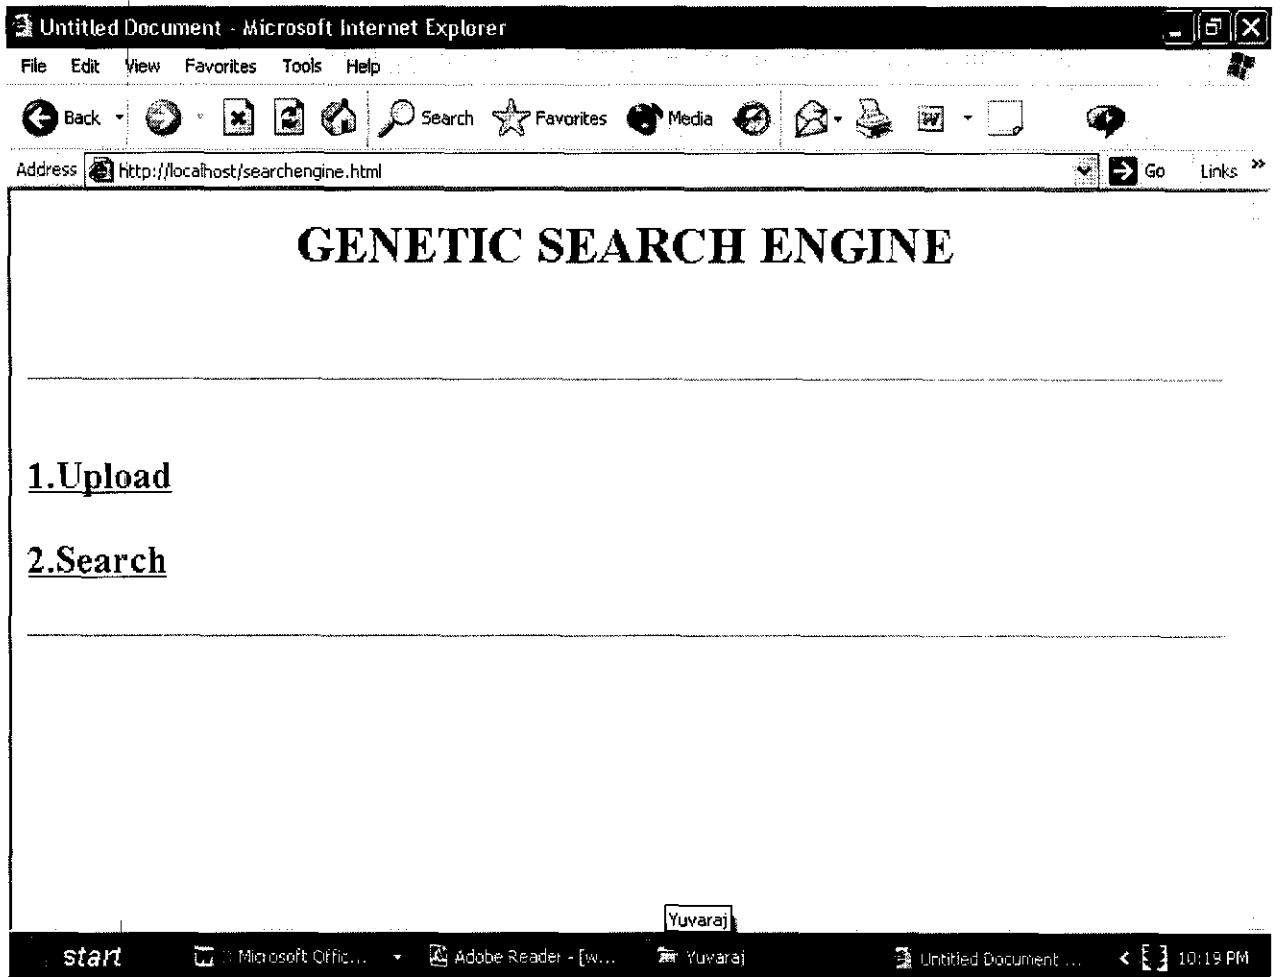 Untitled Document - Microsoft Internet Explorer
File Edit View Favorites Tools Help
Back Search Favorites Media
Address http://localhost/searchengine.html Go Links »
GENETIC SEARCH ENGINE
1.Upload
2.Search
Yuvaraj
start Microsoft Offic... Adobe Reader - [w... Yuvaraj Untitled Document ... 10:19 PM